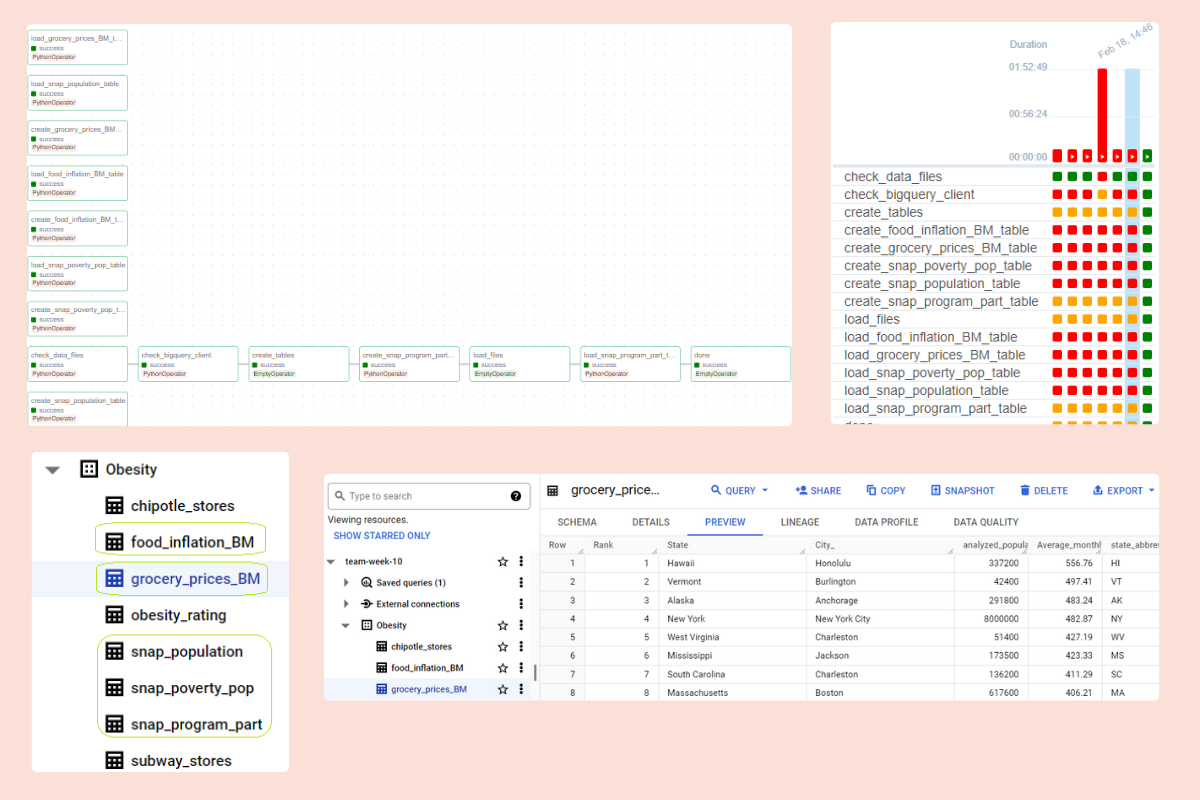 load_grocery_prices_BM_t...
success
PythonOperator
load_snap_population_table
success
PythonOperator
create_grocery_prices_BM...
success
PythonOperator
load_food_inflation_BM_table
success
PythonOperator
create_food_inflation_BM_t...
success
PythonOperator
load_snap_poverty_pop_table
success
PythonOperator
create_snap_poverty_pop_t...
success
PythonOperator
check_data_files check_bigquery_client create_tables create_snap_program_part... load_files load_snap_program_part_t... done
success success success success success success success
PythonOperator PythonOperator EmptyOperator PythonOperator EmptyOperator PythonOperator EmptyOperator
create_snap_population_table
success
PythonOperator
Feb 18, 14:46
Duration
01:52:49
00:56:24
00:00:00
check_data_files
check_bigquery_client
create_tables
create_food_inflation_BM_table
create_grocery_prices_BM_table
create_snap_poverty_pop_table
create_snap_population_table
create_snap_program_part_table
load_files
load_food_inflation_BM_table
load_grocery_prices_BM_table
load_snap_poverty_pop_table
load_snap_population_table
load_snap_program_part_table
done
Obesity
chipotle_stores
food_inflation_BM
grocery_prices_BM
obesity_rating
snap_population
snap_poverty_pop
snap_program_part
subway_stores
Type to search
Viewing resources.
SHOW STARRED ONLY
team-week-10
Saved queries (1)
External connections
Obesity
chipotle_stores
food_inflation_BM
grocery_prices_BM
grocery_price... QUERY SHARE COPY SNAPSHOT DELETE EXPORT
SCHEMA DETAILS PREVIEW LINEAGE DATA PROFILE DATA QUALITY
Row Rank State City_ analyzed_popula Average_monthl state_abbrev
1 1 Hawaii Honolulu 337200 556.76 HI
2 2 Vermont Burlington 42400 497.41 VT
3 3 Alaska Anchorage 291800 483.24 AK
4 4 New York New York City 8000000 482.87 NY
5 5 West Virginia Charleston 51400 427.19 WV
6 6 Mississippi Jackson 173500 423.33 MS
7 7 South Carolina Charleston 136200 411.29 SC
8 8 Massachusetts Boston 617600 406.21 MA